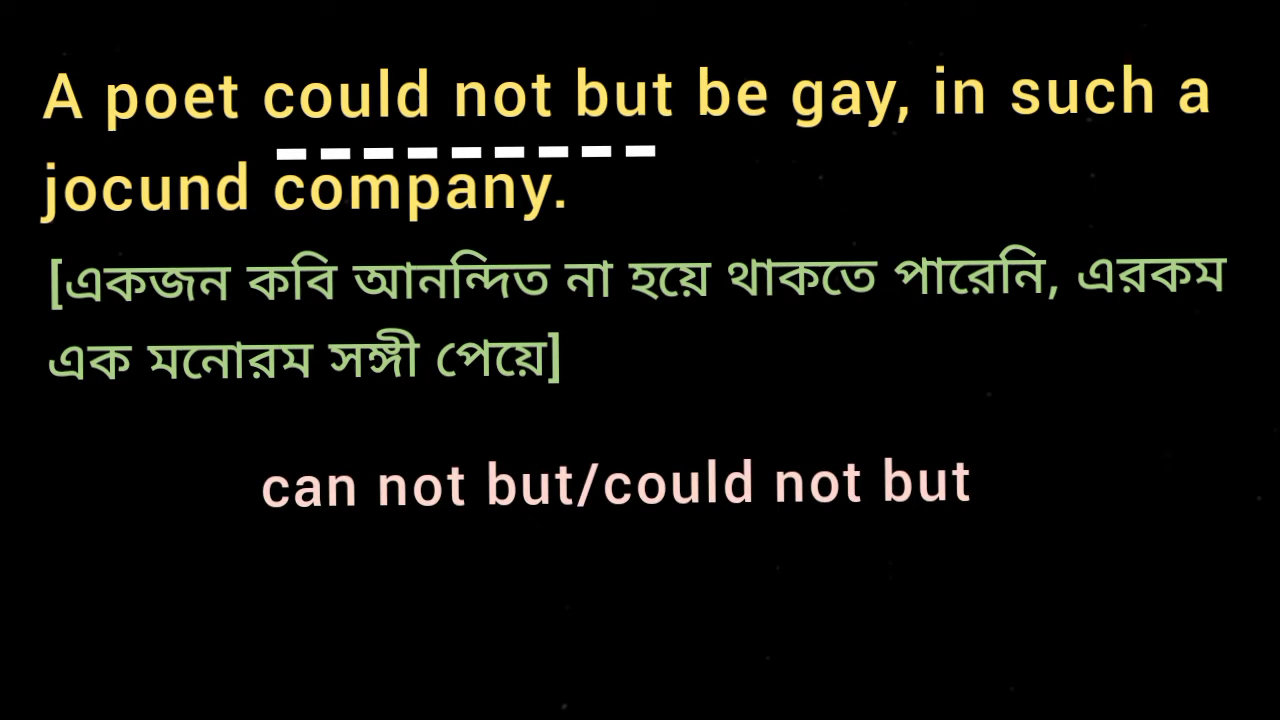 A poet could not but be gay, in such a
jocund company.
[একজন কবি আনন্দিত না হয়ে থাকতে পারেনি, এরকম
এক মনোরম সঙ্গী পেয়ে]
can not but/could not but